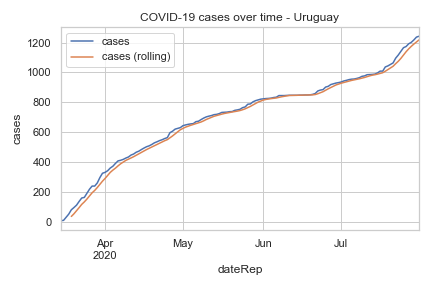 COVID-19 cases over time - Uruguay
cases
cases (rolling)
1200
1000
800
600
400
200
0
cases
Apr
2020
May
Jun
Jul
dateRep